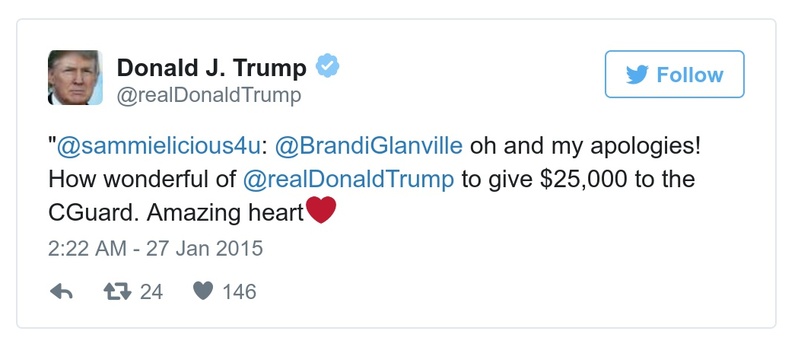 Donald J. Trump
@realDonaldTrump
Follow
"@sammielicious4u: @BrandiGlanville oh and my apologies!
How wonderful of @realDonaldTrump to give $25,000 to the
CGuard. Amazing heart❤
2:22 AM - 27 Jan 2015
24
146